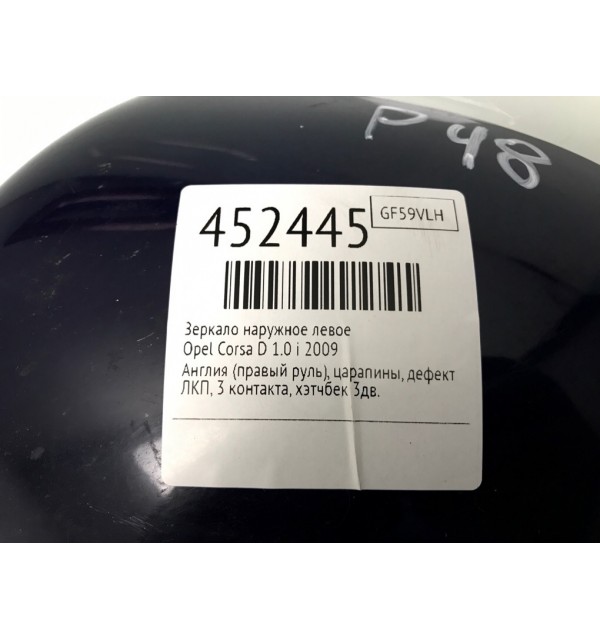 P 48
452445
GF59VLH
Зеркало наружное левое
Opel Corsa D 1.0 i 2009
Англия (правый руль), царапины, дефект
ЛКП, 3 контакта, хэтчбек 3дв.